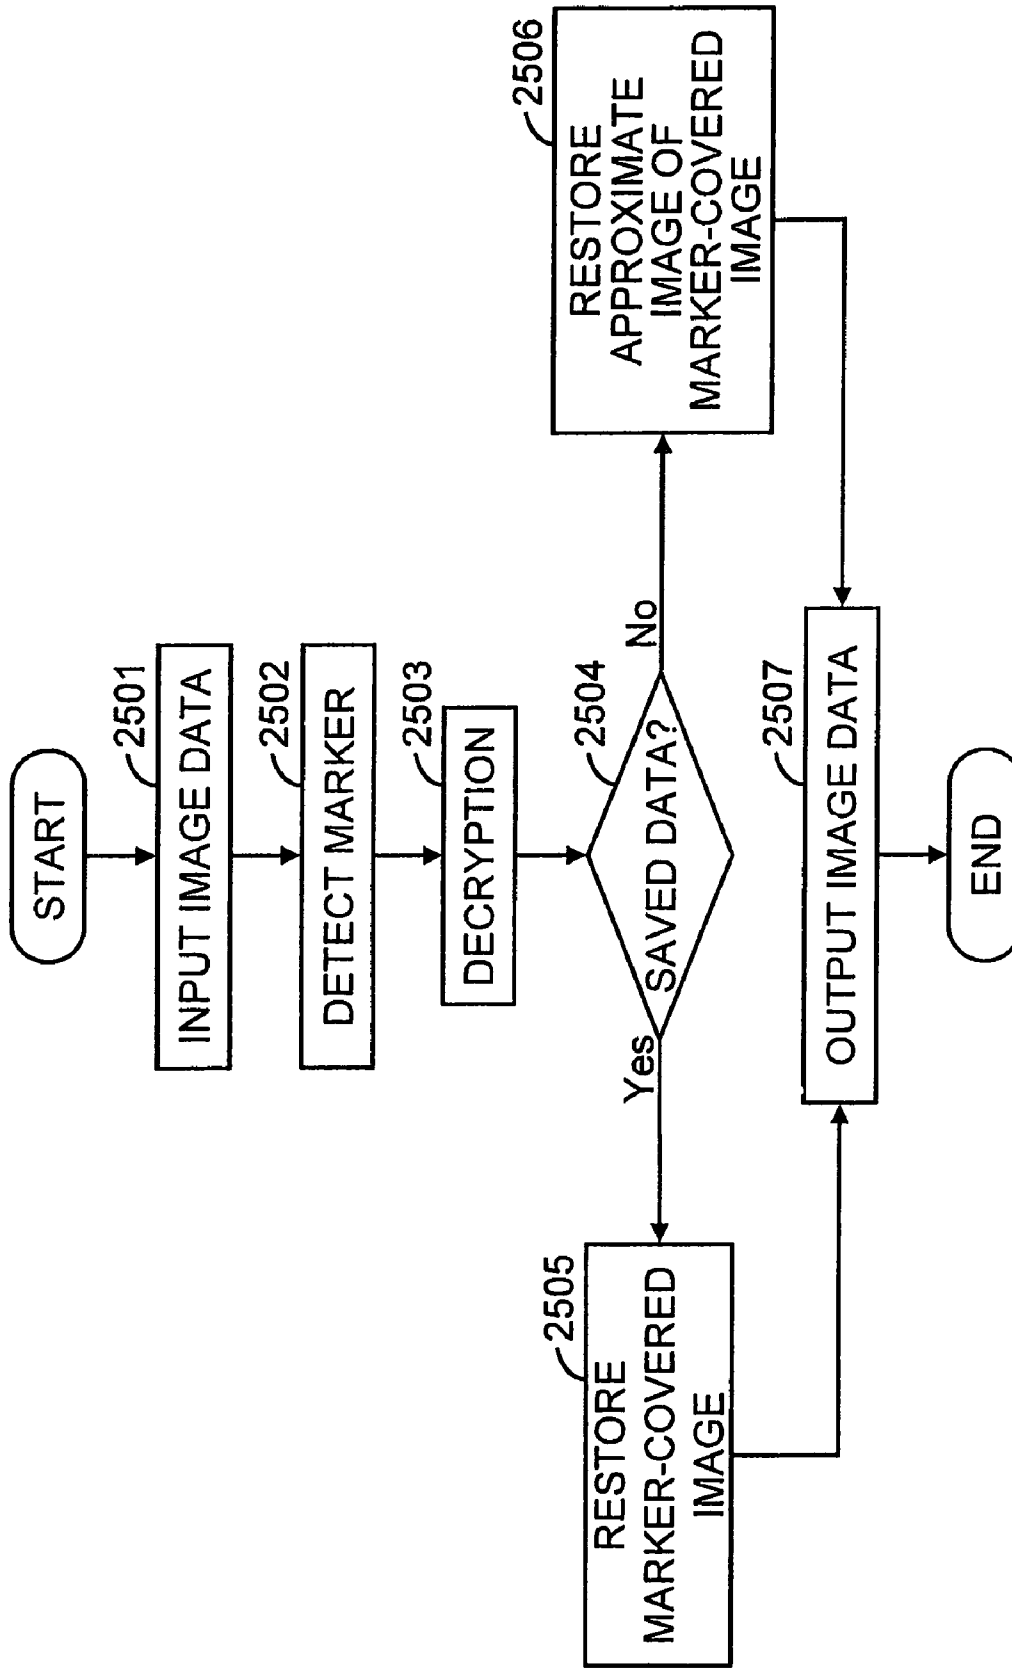 START
2501
INPUT IMAGE DATA
2502
DETECT MARKER
2503
DECRYPTION
2504
SAVED DATA?
Yes
No
2505
RESTORE
MARKER-COVERED
IMAGE
2506
RESTORE
APPROXIMATE
IMAGE OF
MARKER-COVERED
IMAGE
2507
OUTPUT IMAGE DATA
END